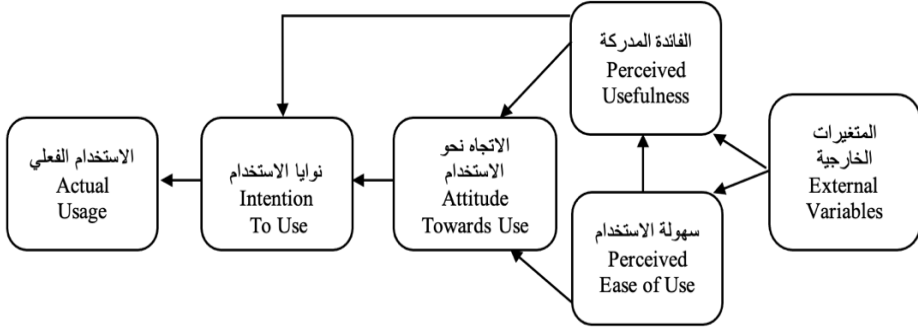 الفائدة المدركة
Perceived
Usefulness
المتغيرات
الخارجية
External
Variables
سهولة الاستخدام
Perceived
Ease of Use
الاتجاه نحو
الاستخدام
Attitude
Towards Use
نوايا الاستخدام
Intention
To Use
الاستخدام الفعلي
Actual
Usage